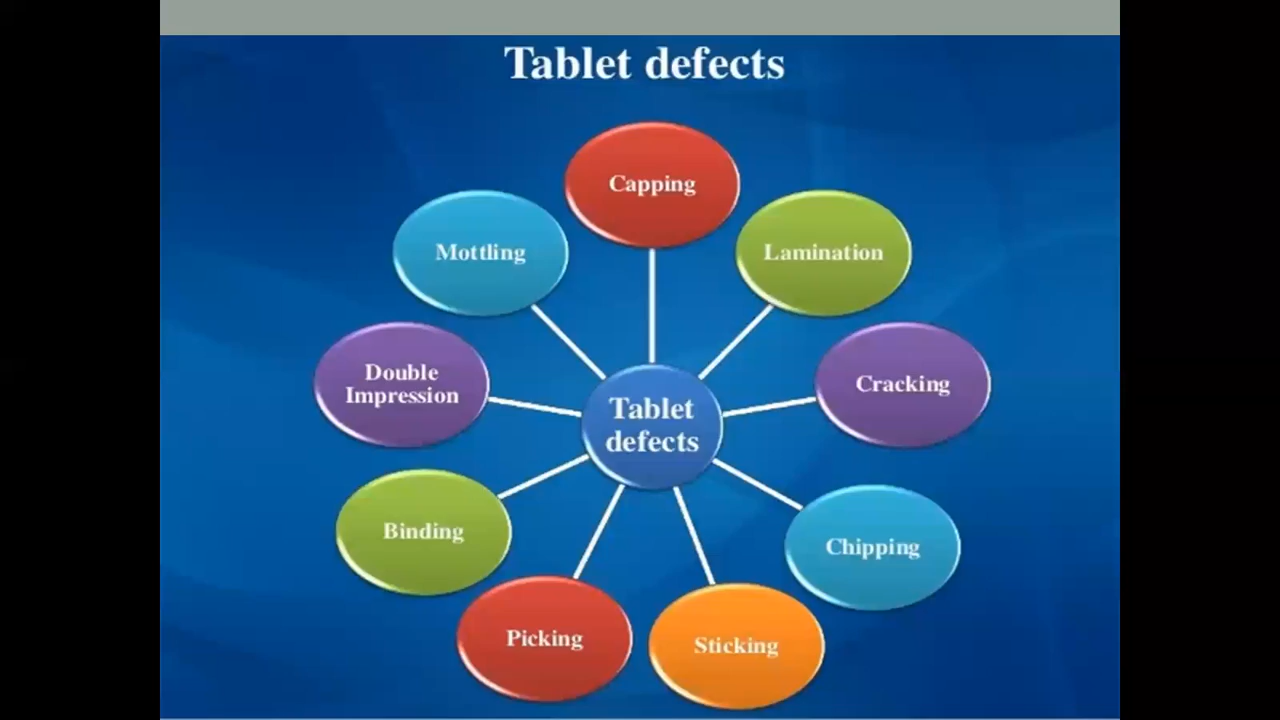 Tablet defects
Capping
Mottling
Lamination
Double
Impression
Cracking
Tablet
defects
Binding
Chipping
Picking
Sticking